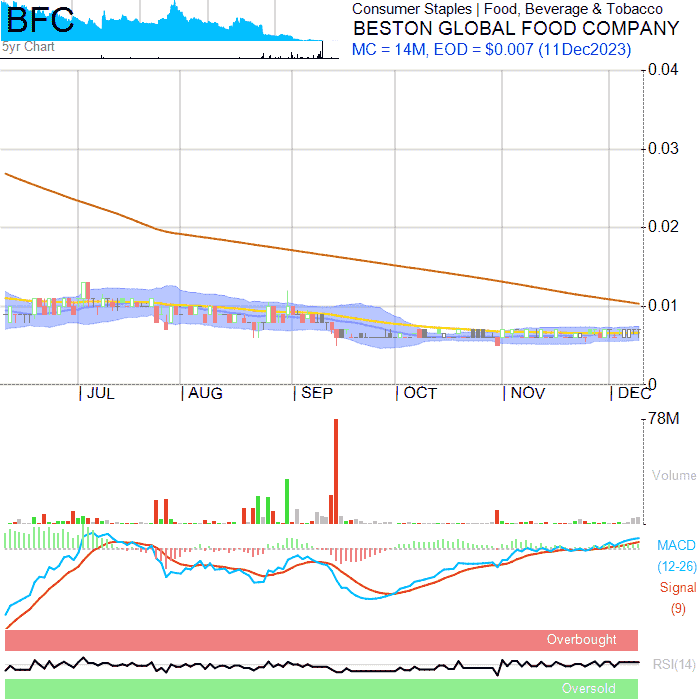 BFC
5yr Chart
Consumer Staples | Food, Beverage & Tobacco
BESTON GLOBAL FOOD COMPANY
MC = 14M, EOD = $0.007 (11Dec2023)
0.04
0.03
0.02
0.01
0
JUL AUG SEP OCT NOV DEC
78M
Volume
MACD
(12-26)
Signal
(9)
Overbought
RSI(14)
Oversold